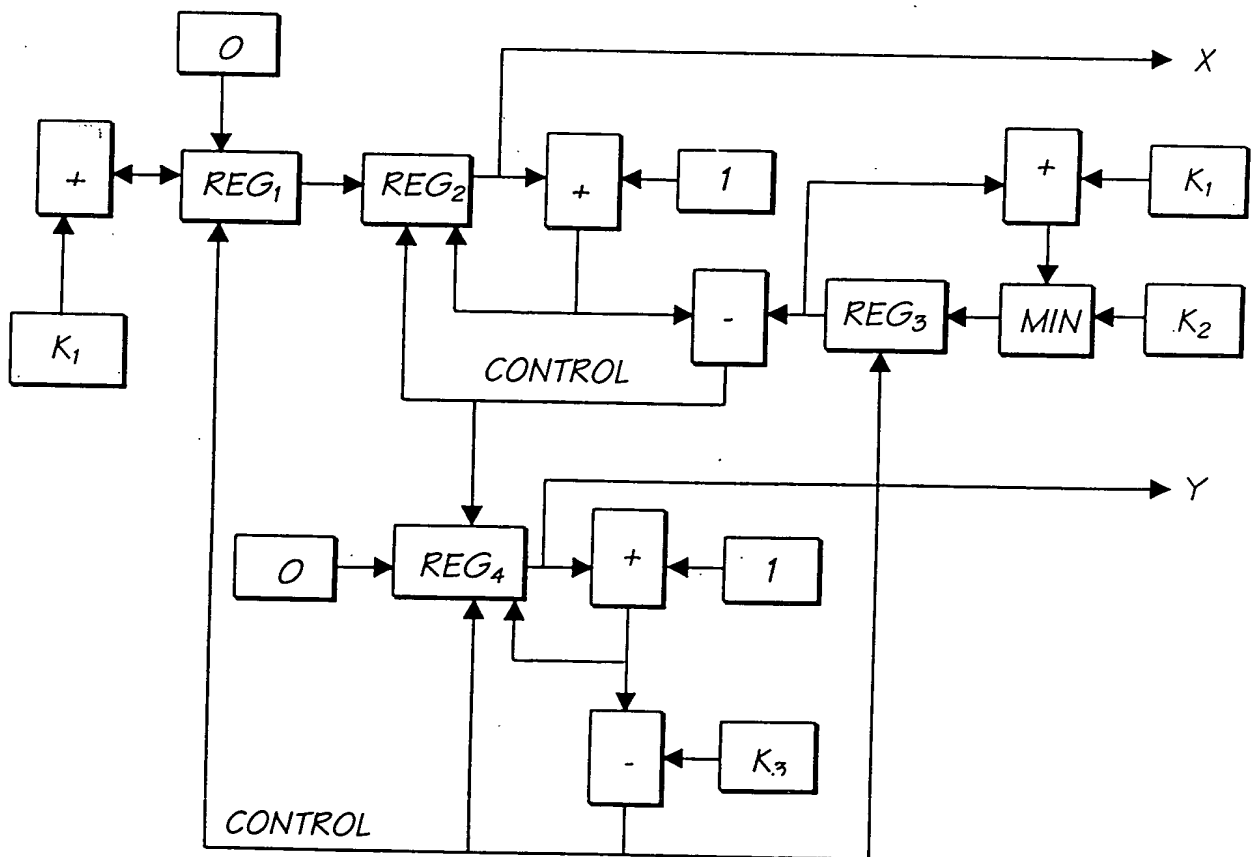 0
X
+
REG₁
REG₂
+
1
+
K₁
K₁
-
REG₃
MIN
K₂
CONTROL
Y
0
REG₄
+
1
-
K₃
CONTROL